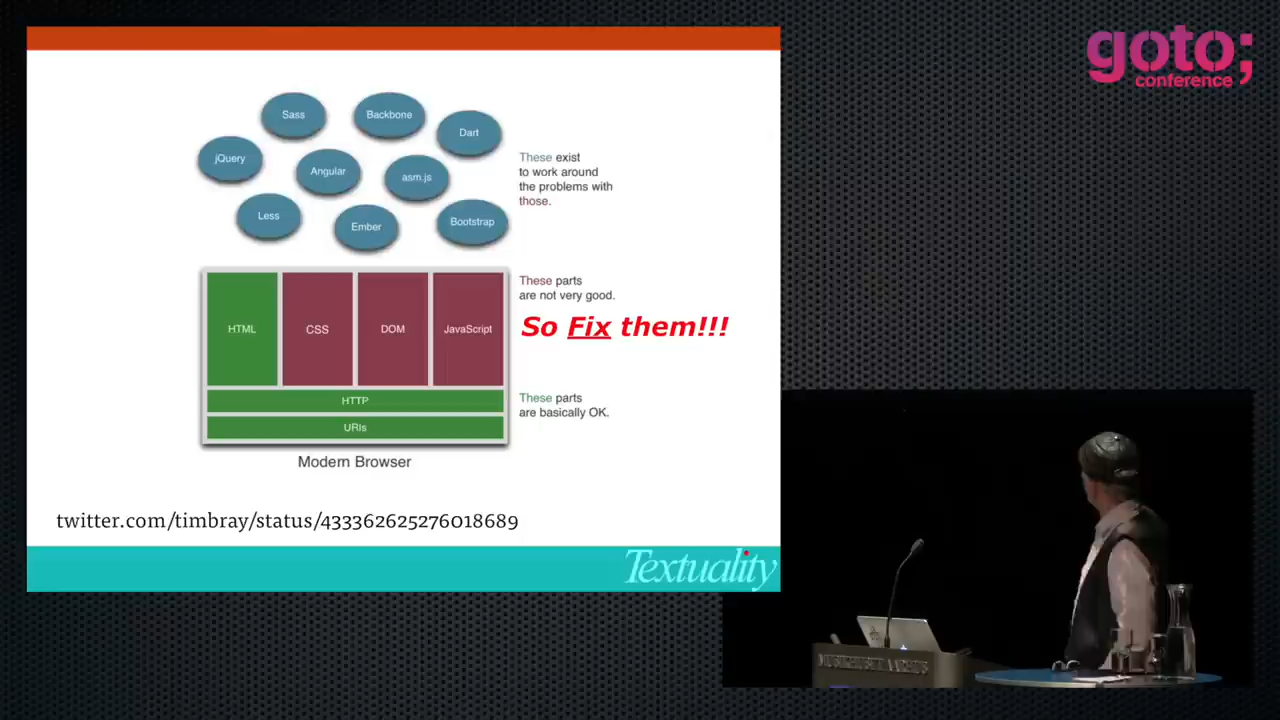 goto;
conference
Sass
Backbone
Dart
jQuery
Angular
asm.js
Less
Ember
Bootstrap
These exist
to work around
the problems with
those.
HTML
CSS
DOM
JavaScript
These parts
are not very good.
So Fix them!!!
HTTP
URIs
These parts
are basically OK.
Modern Browser
twitter.com/timbray/status/433362625276018689
Textuality
MUSIKHUSET AARHUS